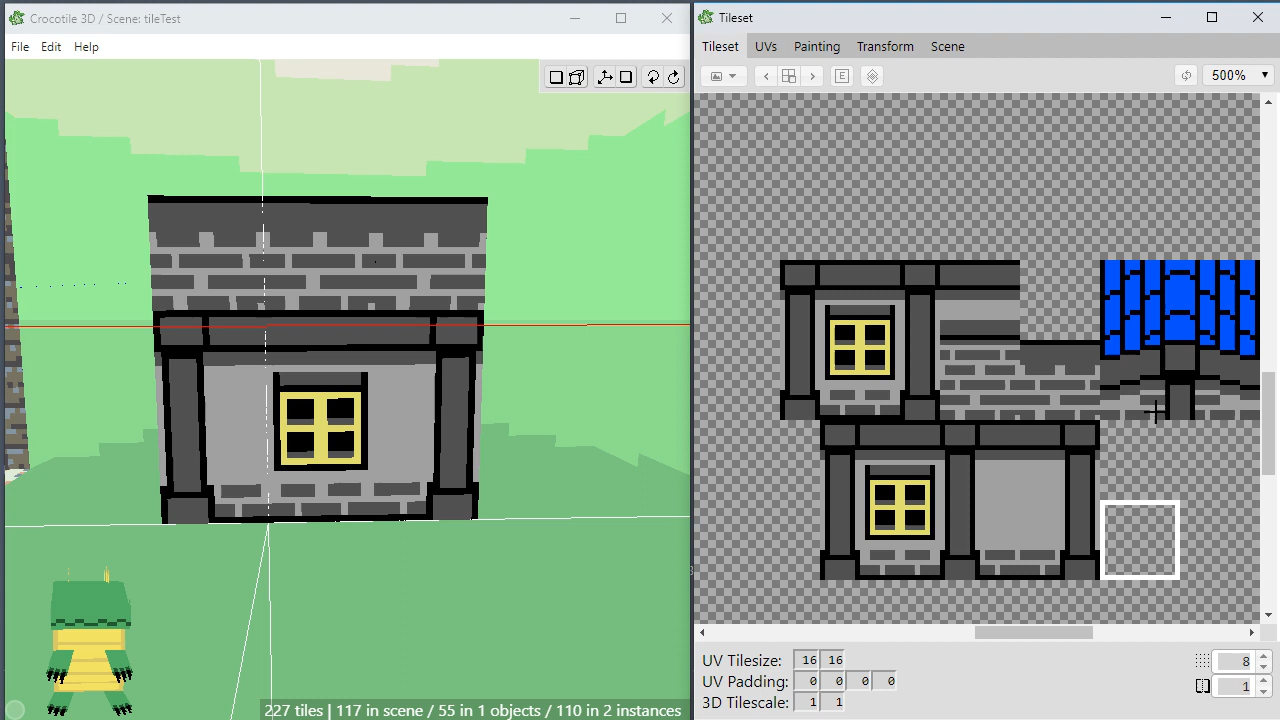 Crocotile 3D / Scene: tileTest
File Edit Help
227 tiles | 117 in scene / 55 in 1 objects / 110 in 2 instances
Tileset
Tileset UVs Painting Transform Scene
E
500%
UV Tilesize: 16 16
UV Padding: 0 0 0 0
3D Tilescale: 1 1
8
1